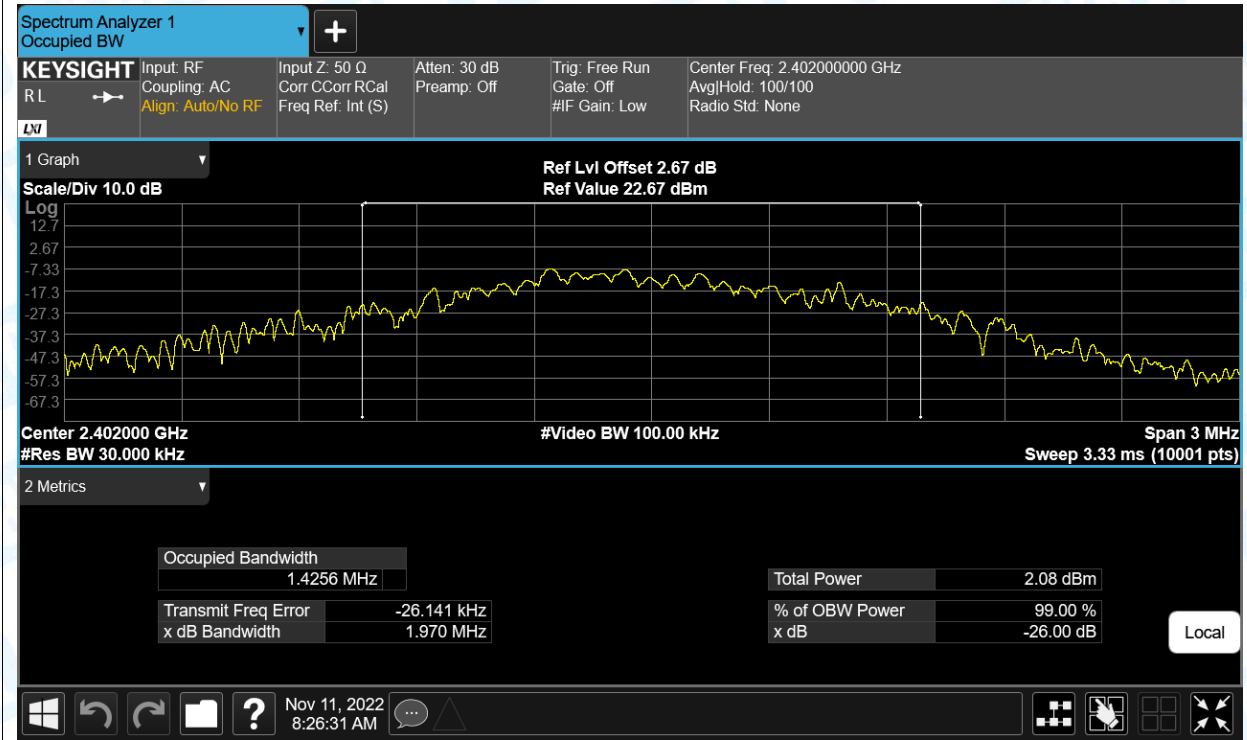 Spectrum Analyzer 1
Occupied BW
KEYSIGHT
R L
LXI
Input: RF
Coupling: AC
Align: Auto/No RF
Input Z: 50 Ω
Corr CCorr RCal
Freq Ref: Int (S)
Atten: 30 dB
Preamp: Off
Trig: Free Run
Gate: Off
#IF Gain: Low
Center Freq: 2.402000000 GHz
Avg|Hold: 100/100
Radio Std: None
1 Graph
Scale/Div 10.0 dB
Ref Lvl Offset 2.67 dB
Ref Value 22.67 dBm
Log
12.7
2.67
-7.33
-17.3
-27.3
-37.3
-47.3
-57.3
-67.3
Center 2.402000 GHz
#Res BW 30.000 kHz
#Video BW 100.00 kHz
Span 3 MHz
Sweep 3.33 ms (10001 pts)
2 Metrics
Occupied Bandwidth
1.4256 MHz
Transmit Freq Error -26.141 kHz
x dB Bandwidth 1.970 MHz
Total Power 2.08 dBm
% of OBW Power 99.00 %
x dB -26.00 dB
Local
?
Nov 11, 2022
8:26:31 AM